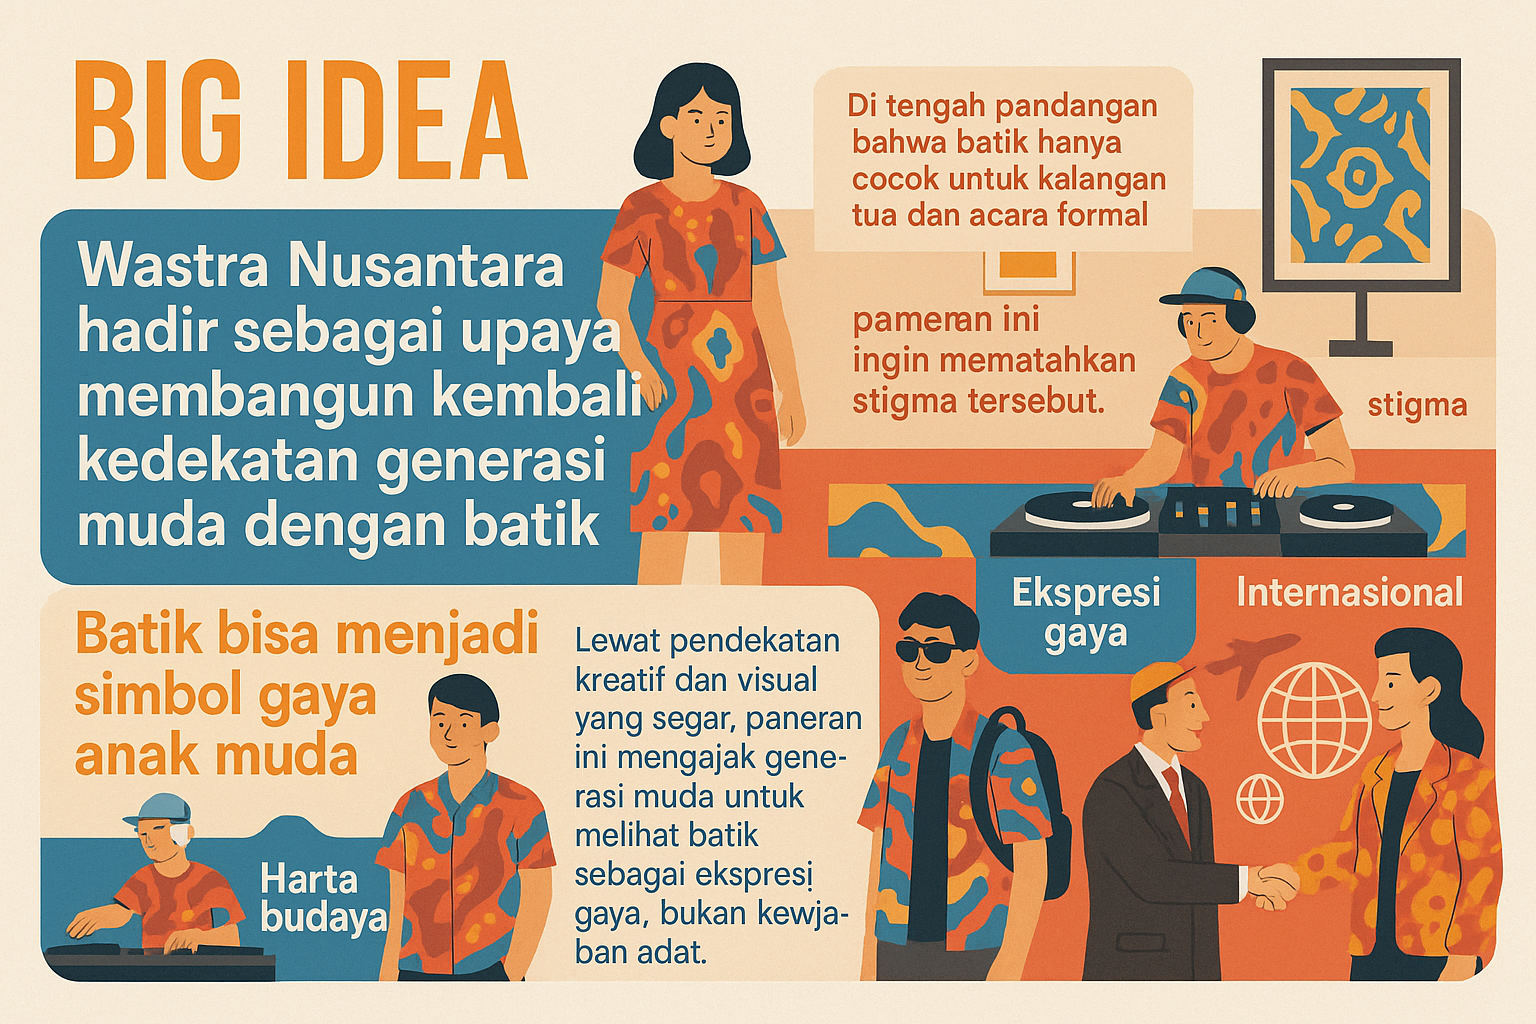 BIG IDEA
Wastra Nusantara
hadir sebagai upaya
membangun kembali
kedekatan generasi
muda dengan batik
Di tengah pandangan
bahwa batik hanya
cocok untuk kalangan
tua dan acara formal
pameran ini
ingin mematahkan
stigma tersebut.
stigma
Batik bisa menjadi
simbol gaya
anak muda
Harta
budaya
Lewat pendekatan
kreatif dan visual
yang segar, paneran
ini mengajak gene-
rasi muda untuk
melihat batik
sebagai ekspresi
gaya, bukan kewja-
ban adat.
Ekspresi
gaya
Internasional